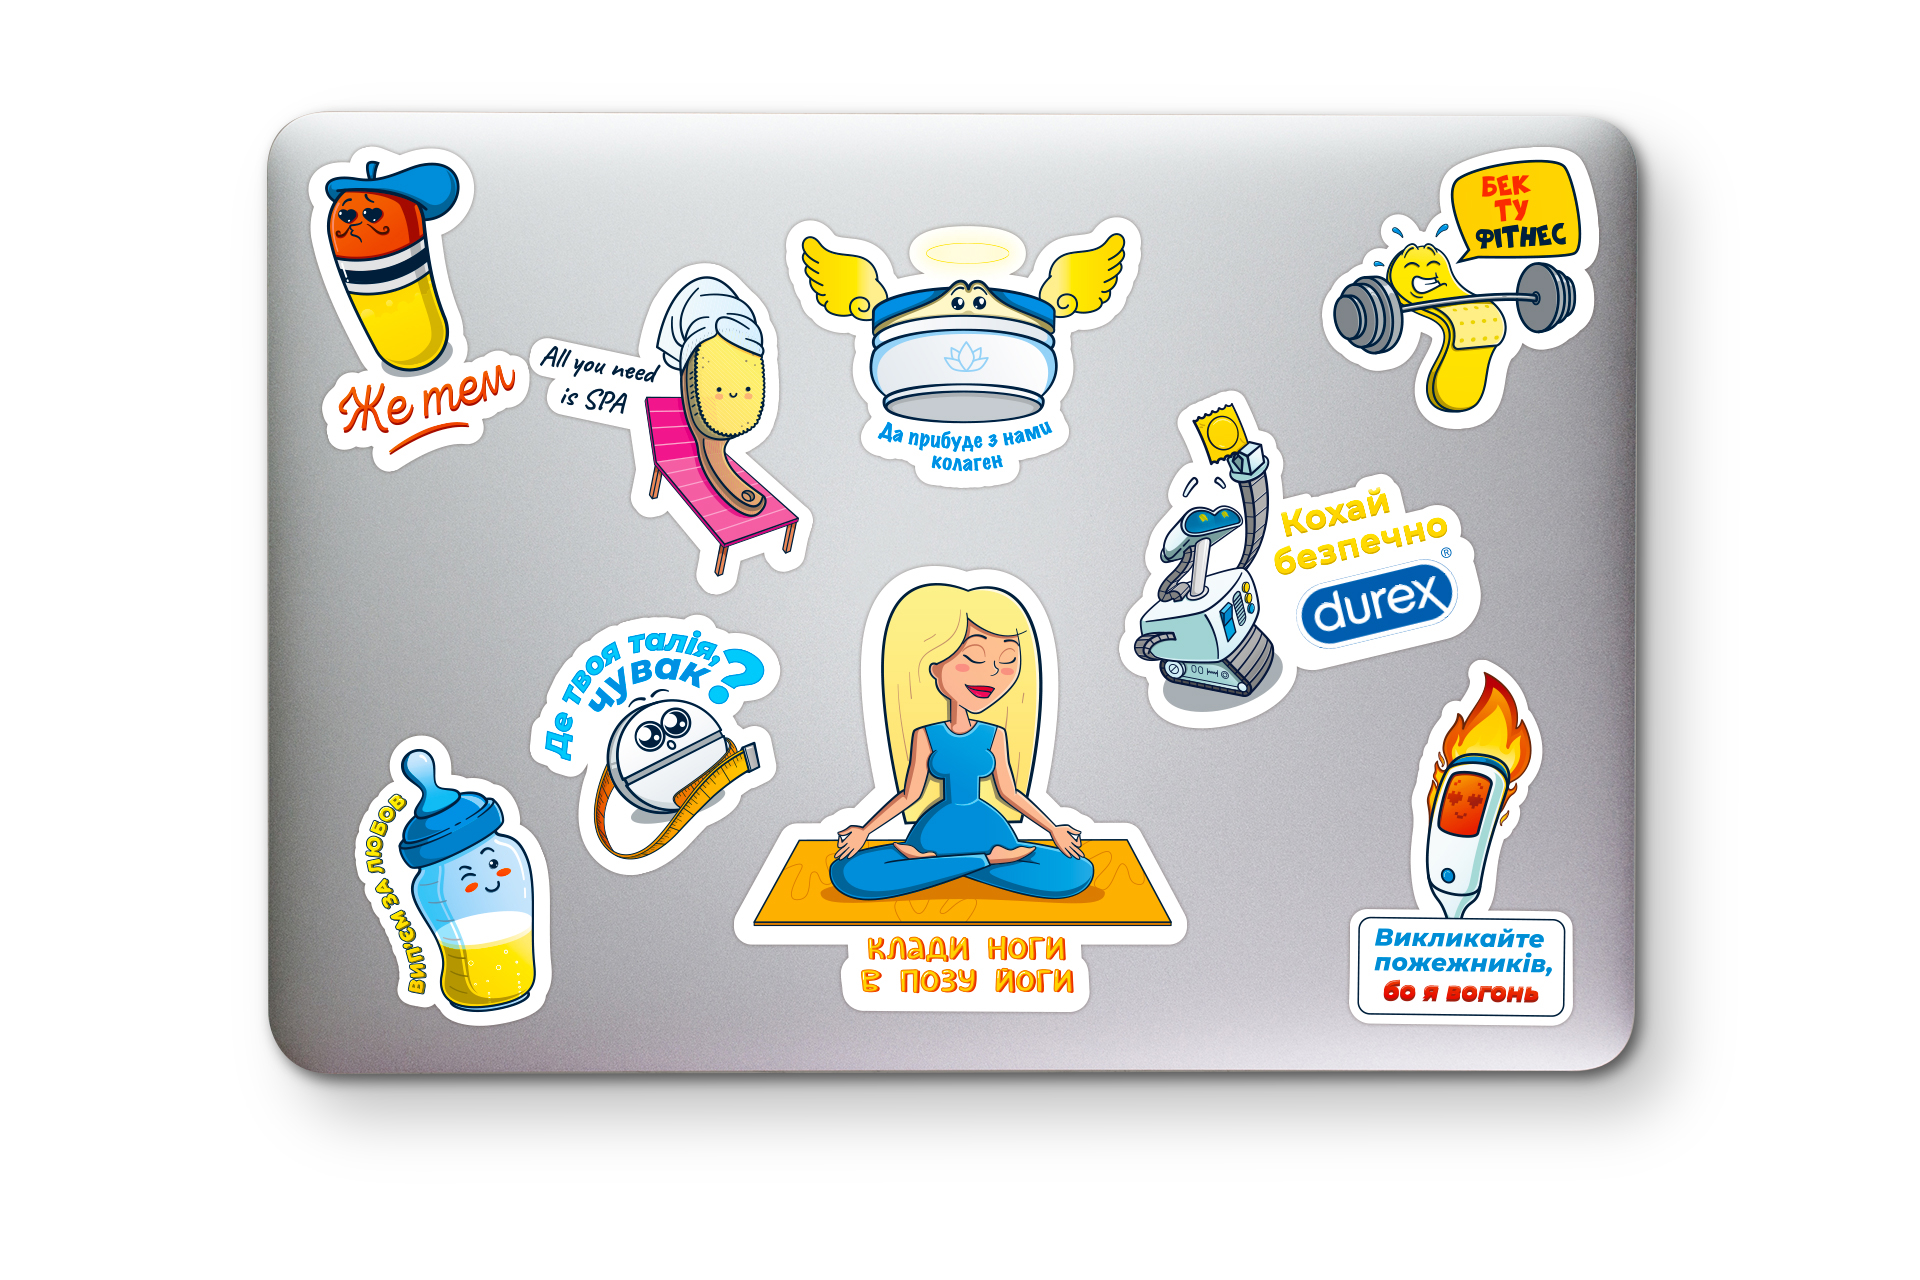 Же тем
All you need
is SPA
Да прибуде з нами
колаген
БЕК
ТУ
ФІТНЕС
Кохай
безпечно
durex®
Де твоя талія,
чувак?
ВИП'ЄМ ЗА ЛЮБОВ
КЛАДИ НОГИ
В ПОЗУ ЙОГИ
Викликайте
пожежників,
бо я вогонь